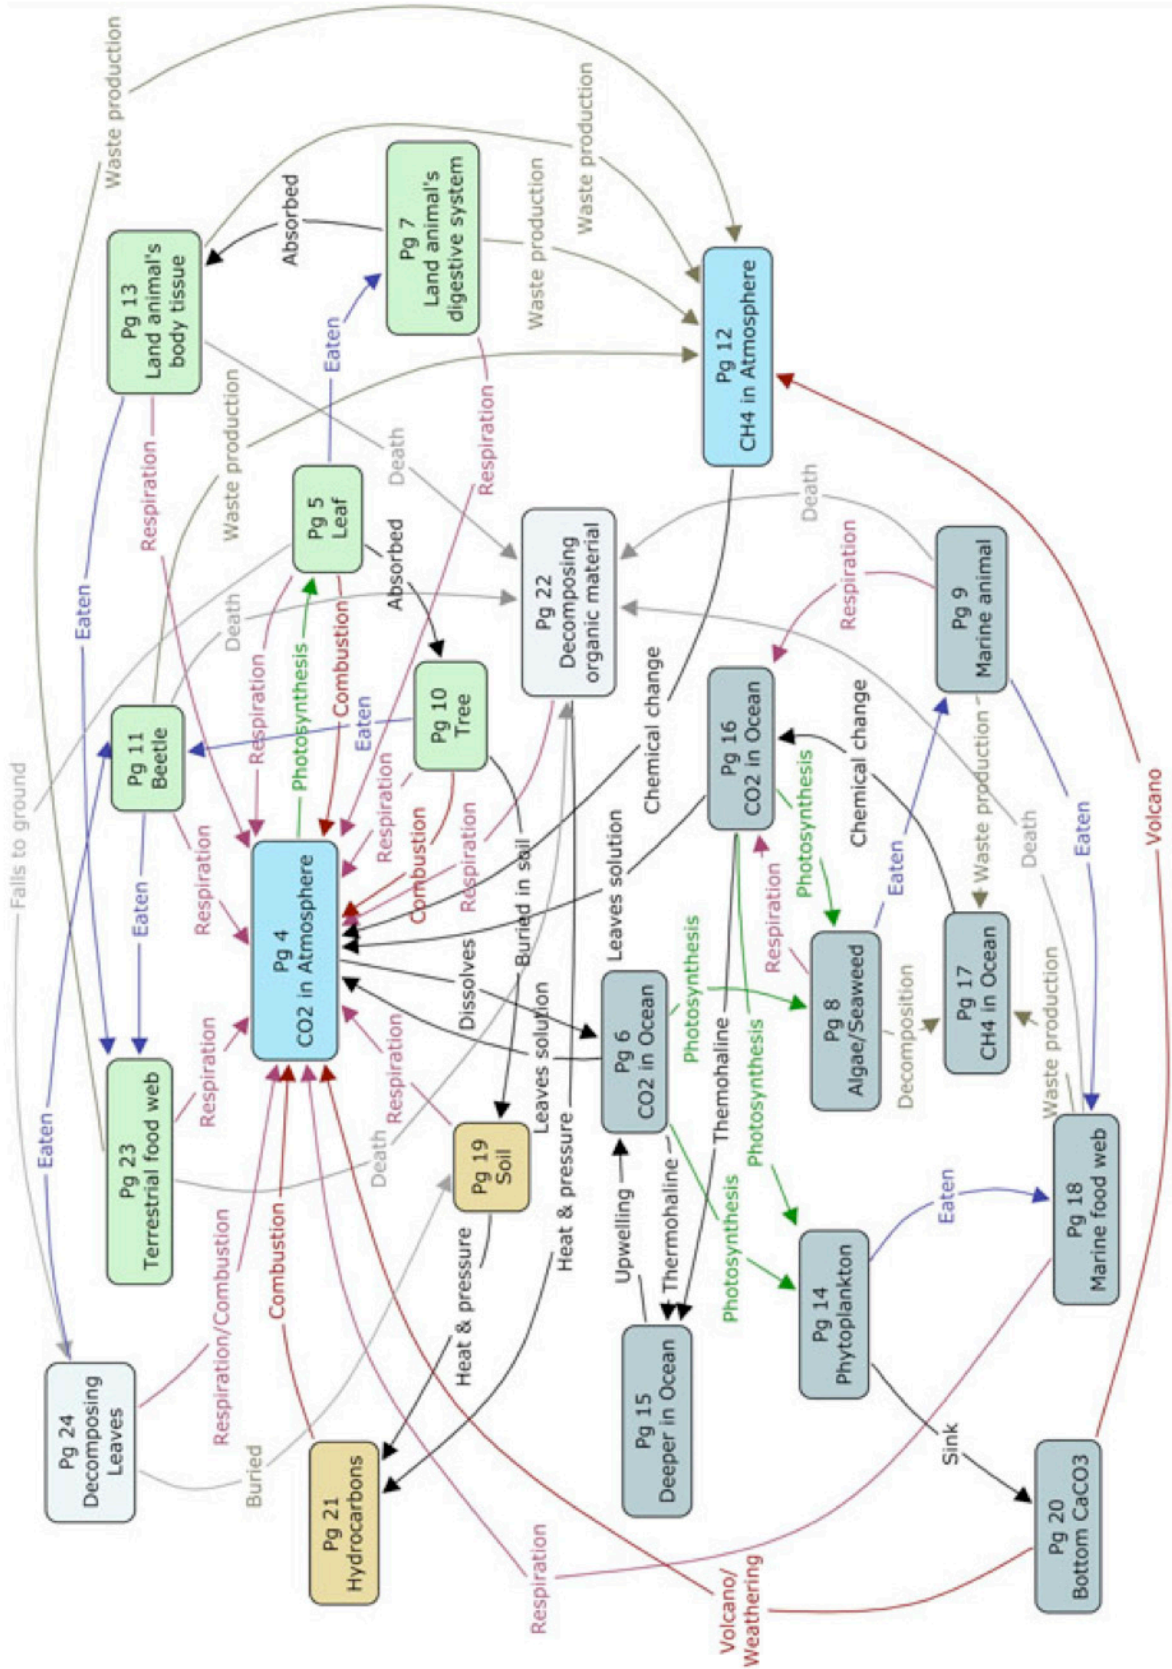 Waste production
Waste production
Waste production
Waste production
Pg 13
Land animal's
body tissue
Absorbed
Pg 7
Land animal's
digestive system
Eaten
Respiration
Death
Respiration
Pg 12
CH4 in Atmosphere
Pg 5
Leaf
Absorbed
Death
Eaten
Combustion
Photosynthesis
Respiration
Pg 22
Decomposing
organic material
Death
Respiration
Pg 9
Marine animal
Falls to ground
Pg 11
Beetle
Eaten
Pg 10
Tree
Chemical change
Pg 16
CO2 in Ocean
Chemical change
Waste production
Eaten
Respiration
Respiration
Combustion
Respiration
Buried in soil
Leaves solution
Photosynthesis
Eaten
Death
Volcano
Pg 4
CO2 in Atmosphere
Dissolves
Photosynthesis
Respiration
Pg 8
Algae/Seaweed
Decomposition
Pg 17
CH4 in Ocean
Waste production
Eaten
Pg 23
Terrestrial food web
Respiration
Respiration
Leaves solution
Pg 6
CO2 in Ocean
Themohaline
Photosynthesis
Death
Pg 19
Soil
Heat & pressure
Upwelling
Thermohaline
Photosynthesis
Eaten
Pg 18
Marine food web
Combustion
Respiration/Combustion
Heat & pressure
Pg 14
Phytoplankton
Pg 24
Decomposing
Leaves
Buried
Pg 21
Hydrocarbons
Pg 15
Deeper in Ocean
Sink
Pg 20
Bottom CaCO3
Respiration
Volcano/
Weathering